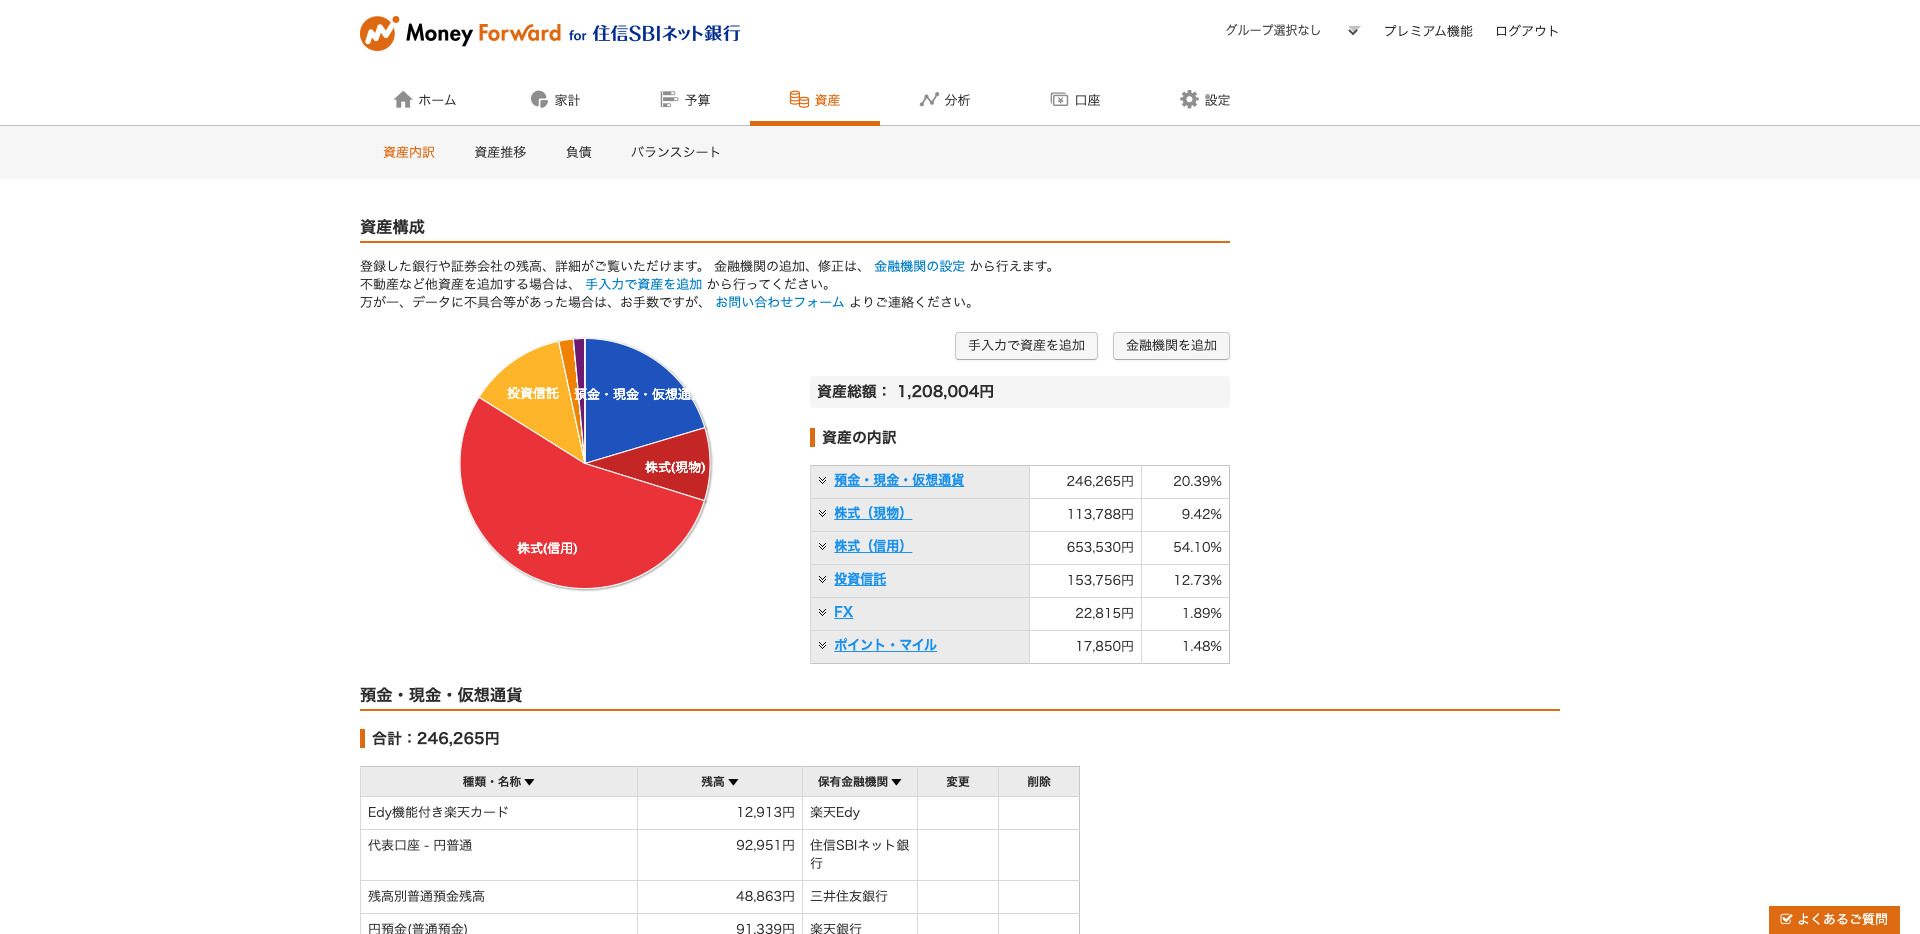 Money Forward for 住信SBIネット銀行
グループ選択なし プレミアム機能 ログアウト
ホーム 家計 予算 資産 分析 口座 設定
資産内訳 資産推移 負債 バランスシート
資産構成
登録した銀行や証券会社の残高、詳細がご覧いただけます。 金融機関の追加、修正は、 金融機関の設定 から行えます。
不動産など他資産を追加する場合は、 手入力で資産を追加 から行ってください。
万が一、データに不具合等があった場合は、お手数ですが、 お問い合わせフォーム よりご連絡ください。
手入力で資産を追加 金融機関を追加
投資信託
預金・現金・仮想通
株式(現物)
株式(信用)
資産総額： 1,208,004円
資産の内訳
預金・現金・仮想通貨 246,265円 20.39%
株式（現物） 113,788円 9.42%
株式（信用） 653,530円 54.10%
投資信託 153,756円 12.73%
FX 22,815円 1.89%
ポイント・マイル 17,850円 1.48%
預金・現金・仮想通貨
合計：246,265円
種類・名称▼ 残高▼ 保有金融機関▼ 変更 削除
Edy機能付き楽天カード 12,913円 楽天Edy
代表口座 - 円普通 92,951円 住信SBIネット銀
行
残高別普通預金残高 48,863円 三井住友銀行
円預金(普通預金) 91,339円 楽天銀行
よくあるご質問